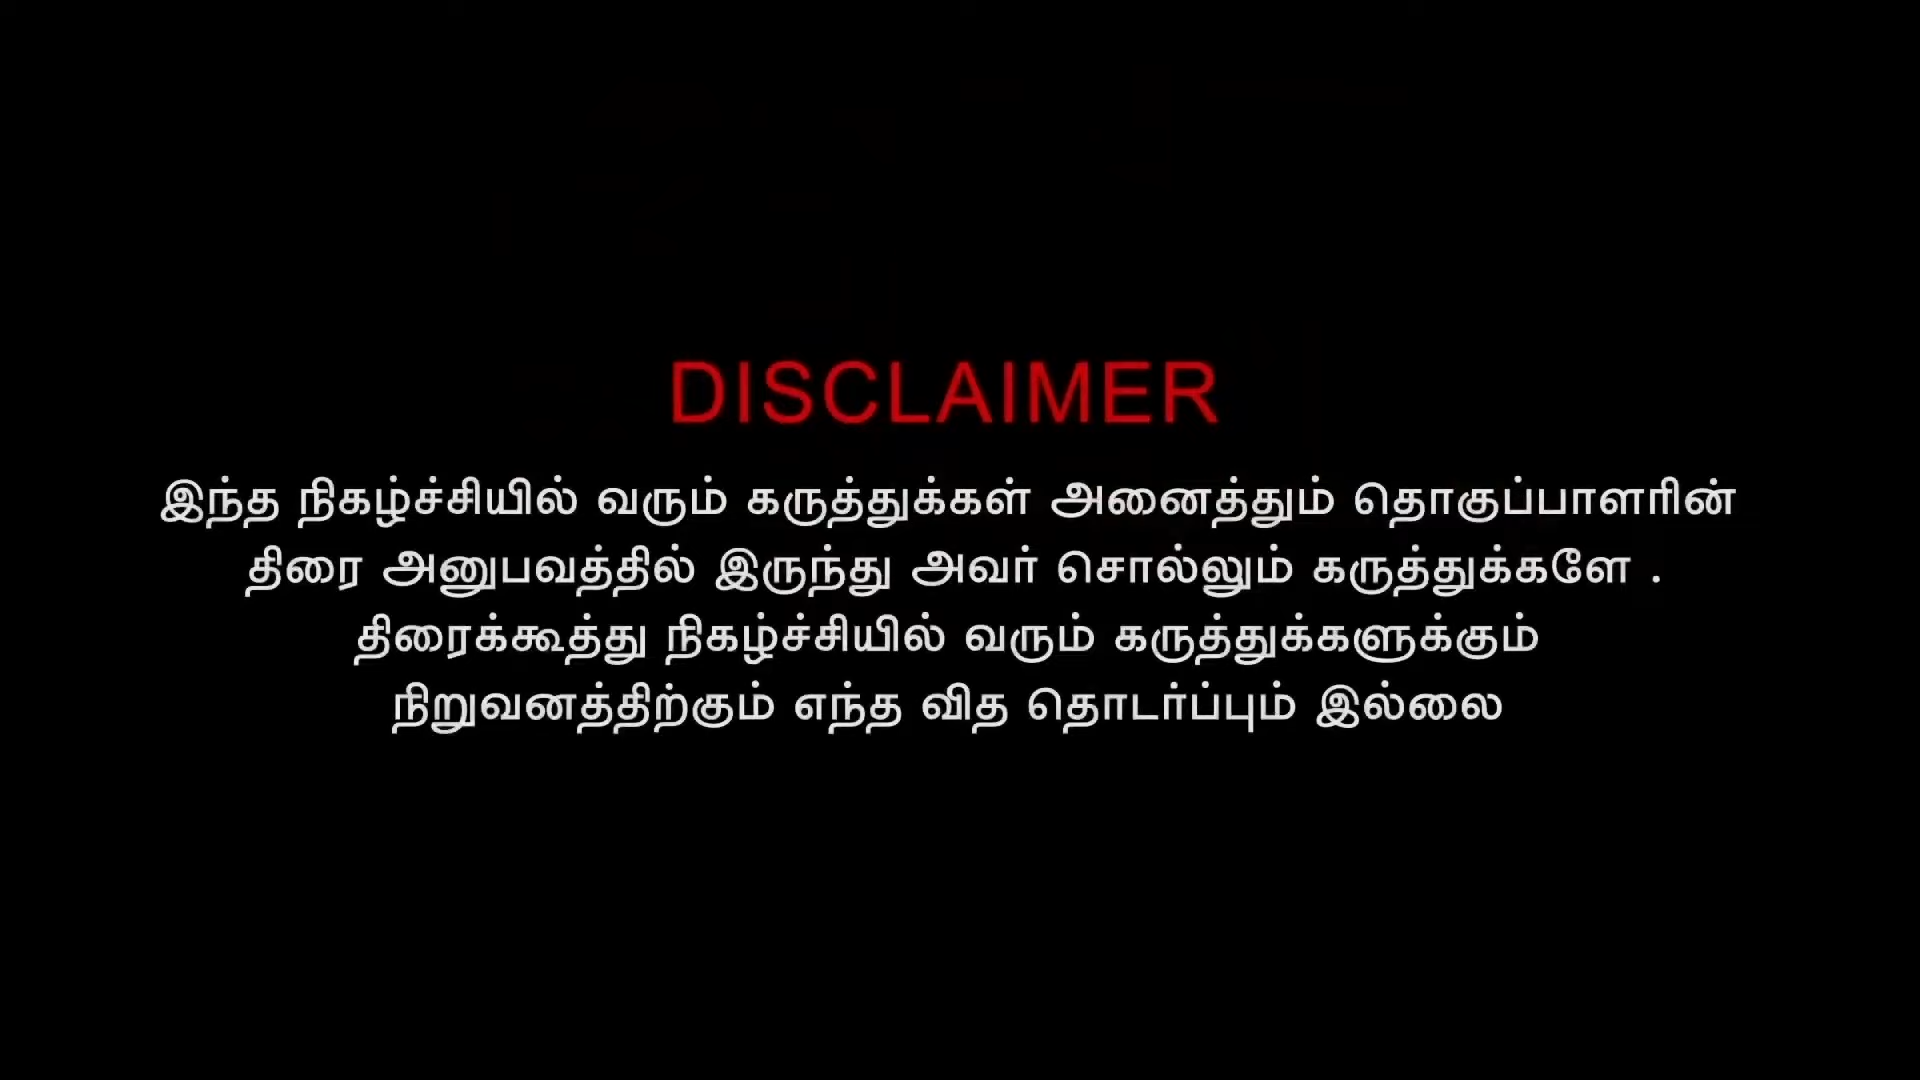 DISCLAIMER
இந்த நிகழ்ச்சியில் வரும் கருத்துக்கள் அனைத்தும் தொகுப்பாளரின்
திரை அனுபவத்தில் இருந்து அவர் சொல்லும் கருத்துக்களே .
திரைக்கூத்து நிகழ்ச்சியில் வரும் கருத்துக்களுக்கும்
நிறுவனத்திற்கும் எந்த வித தொடர்ப்பும் இல்லை